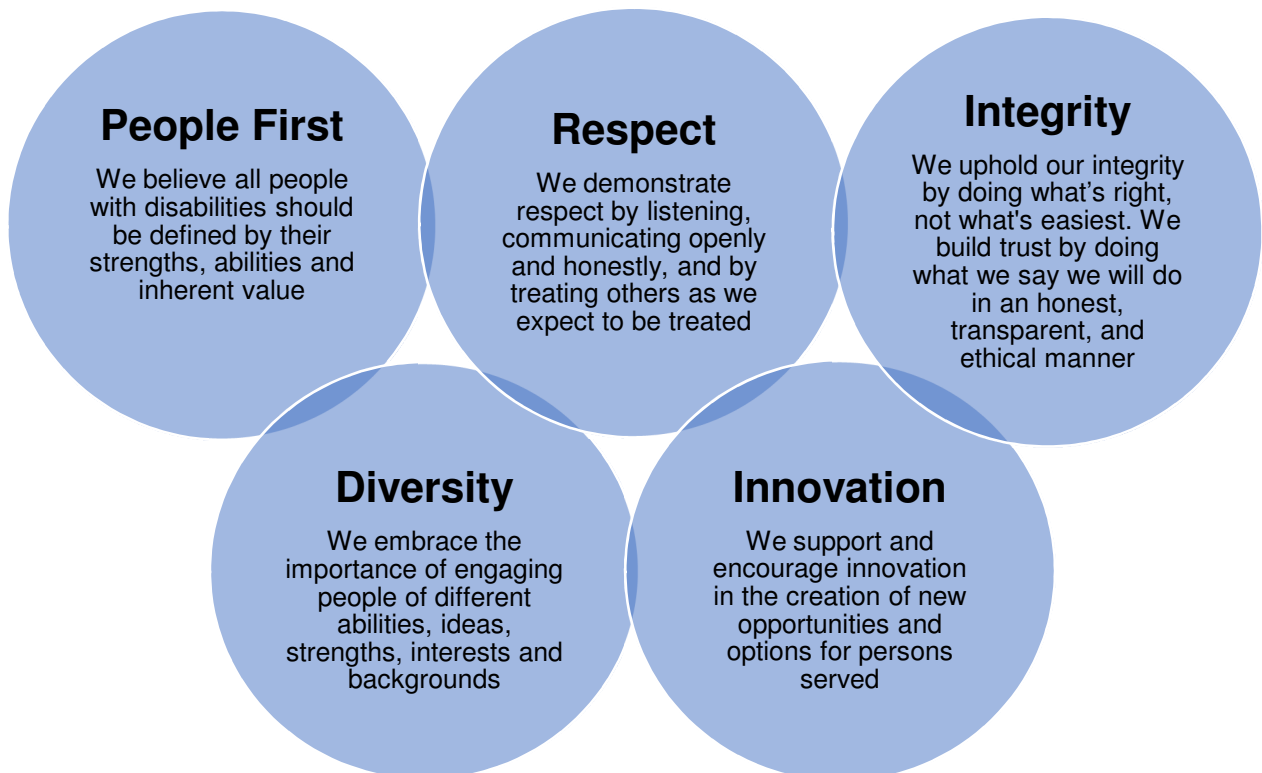 People First
We believe all people
with disabilities should
be defined by their
strengths, abilities and
inherent value
Respect
We demonstrate
respect by listening,
communicating openly
and honestly, and by
treating others as we
expect to be treated
Integrity
We uphold our integrity
by doing what’s right,
not what's easiest. We
build trust by doing
what we say we will do
in an honest,
transparent, and
ethical manner
Diversity
We embrace the
importance of engaging
people of different
abilities, ideas,
strengths, interests and
backgrounds
Innovation
We support and
encourage innovation
in the creation of new
opportunities and
options for persons
served